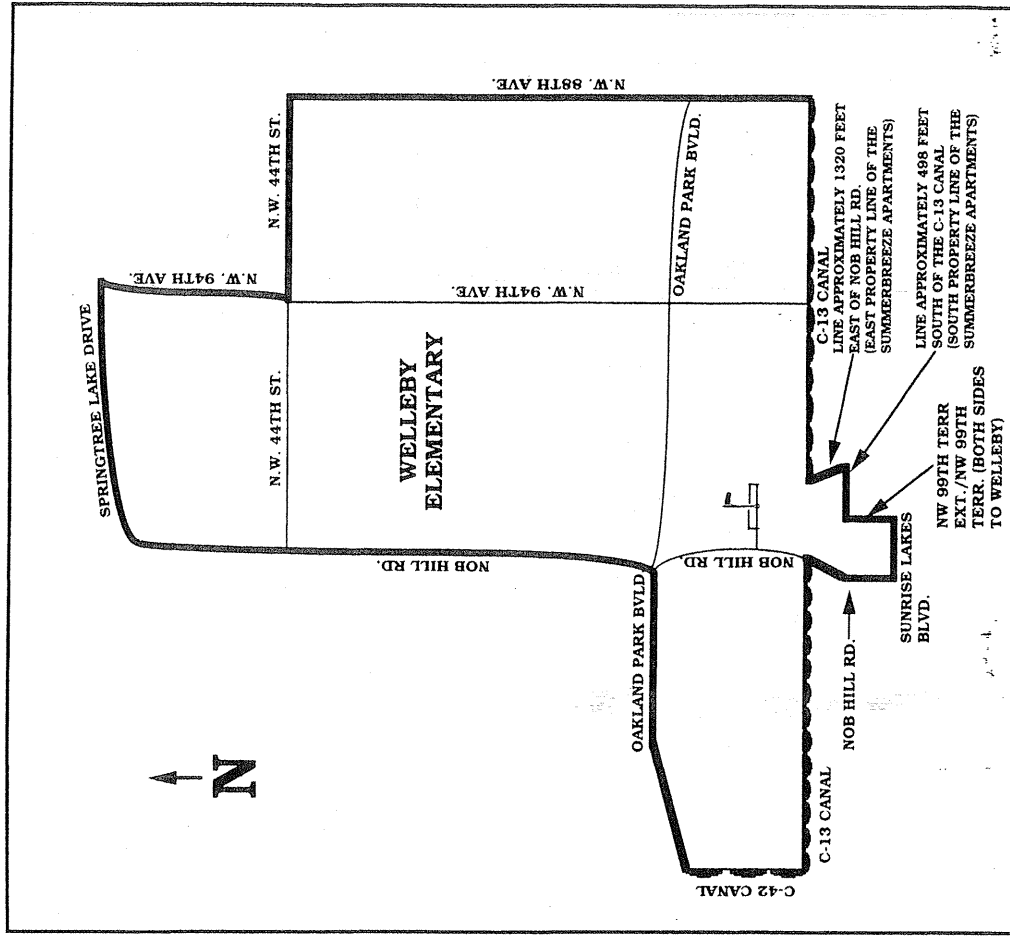 SPRINGTREE LAKE DRIVE
N.W. 94TH AVE.
N.W. 44TH ST.
N.W. 44TH ST.
N.W. 88TH AVE.
N.W. 94TH AVE.
WELLEBY
ELEMENTARY
NOB HILL RD.
OAKLAND PARK BVLD.
OAKLAND PARK BVLD
NOB HILL RD.
N
C-42 CANAL
C-13 CANAL
C-13 CANAL
LINE APPROXIMATELY 1320 FEET
EAST OF NOB HILL RD.
(EAST PROPERTY LINE OF THE
SUMMERBREEZE APARTMENTS)
LINE APPROXIMATELY 498 FEET
SOUTH OF THE C-13 CANAL
(SOUTH PROPERTY LINE OF THE
SUMMERBREEZE APARTMENTS)
NW 99TH TERR
EXT./NW 99TH
TERR. (BOTH SIDES
TO WELLEBY)
NOB HILL RD.
SUNRISE LAKES
BLVD.